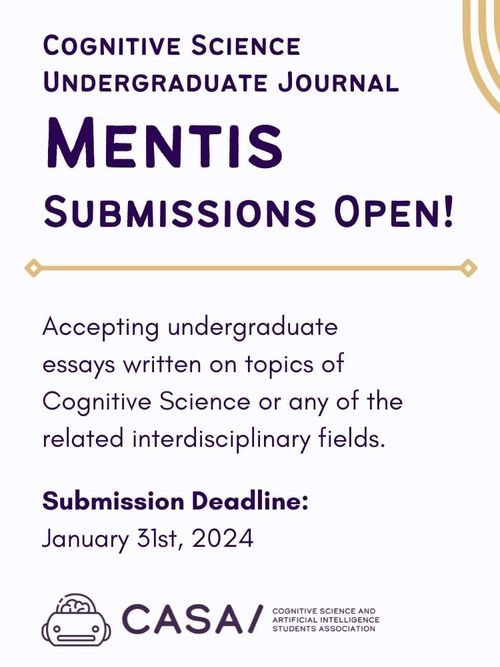 Cognitive Science
Undergraduate Journal
Mentis
Submissions Open!
Accepting undergraduate
essays written on topics of
Cognitive Science or any of the
related interdisciplinary fields.
Submission Deadline:
January 31st, 2024
CASA/
COGNITIVE SCIENCE AND
ARTIFICIAL INTELLIGENCE
STUDENTS ASSOCIATION